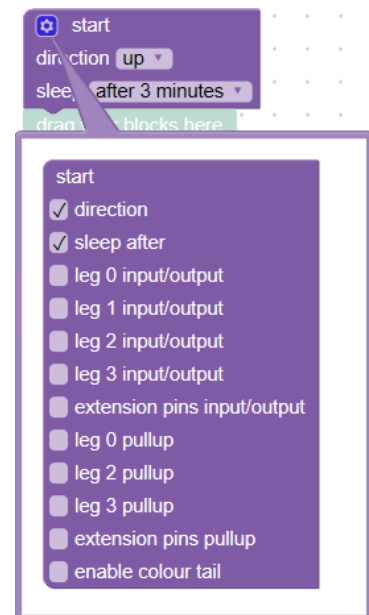 start
direction up
sleep after 3 minutes
drag your blocks here
start
direction
sleep after
leg 0 input/output
leg 1 input/output
leg 2 input/output
leg 3 input/output
extension pins input/output
leg 0 pullup
leg 2 pullup
leg 3 pullup
extension pins pullup
enable colour tail